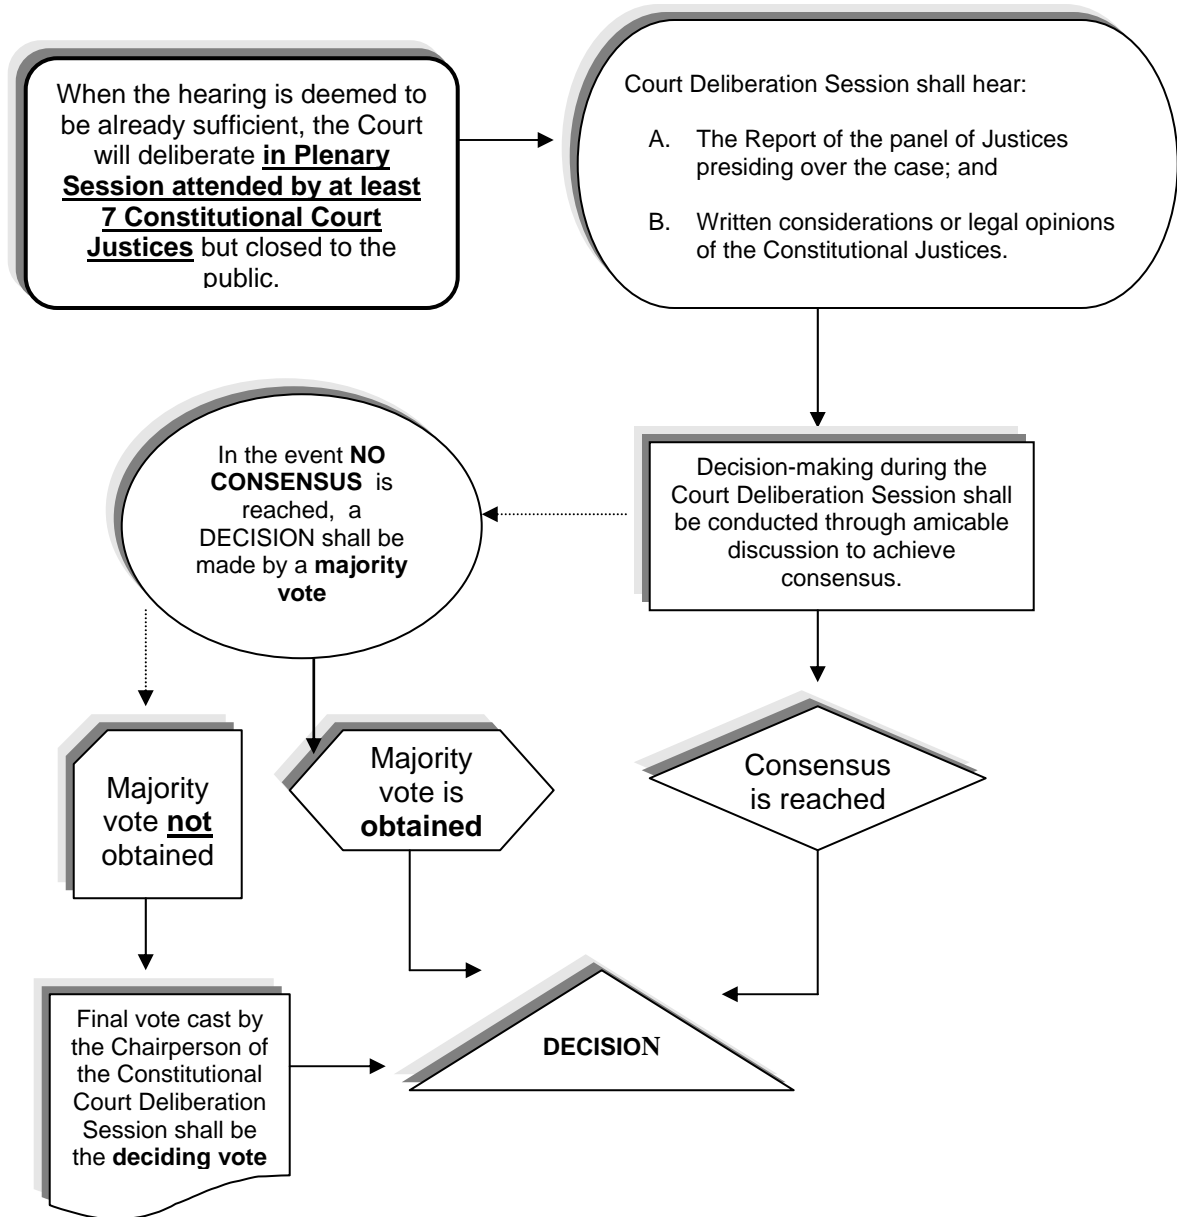 When the hearing is deemed to
be already sufficient, the Court
will deliberate in Plenary
Session attended by at least
7 Constitutional Court
Justices but closed to the
public.
Court Deliberation Session shall hear:
A. The Report of the panel of Justices
presiding over the case; and
B. Written considerations or legal opinions
of the Constitutional Justices.
In the event NO
CONSENSUS is
reached, a
DECISION shall be
made by a majority
vote
Decision-making during the
Court Deliberation Session shall
be conducted through amicable
discussion to achieve
consensus.
Majority
vote not
obtained
Majority
vote is
obtained
Consensus
is reached
Final vote cast by
the Chairperson of
the Constitutional
Court Deliberation
Session shall be
the deciding vote
DECISION